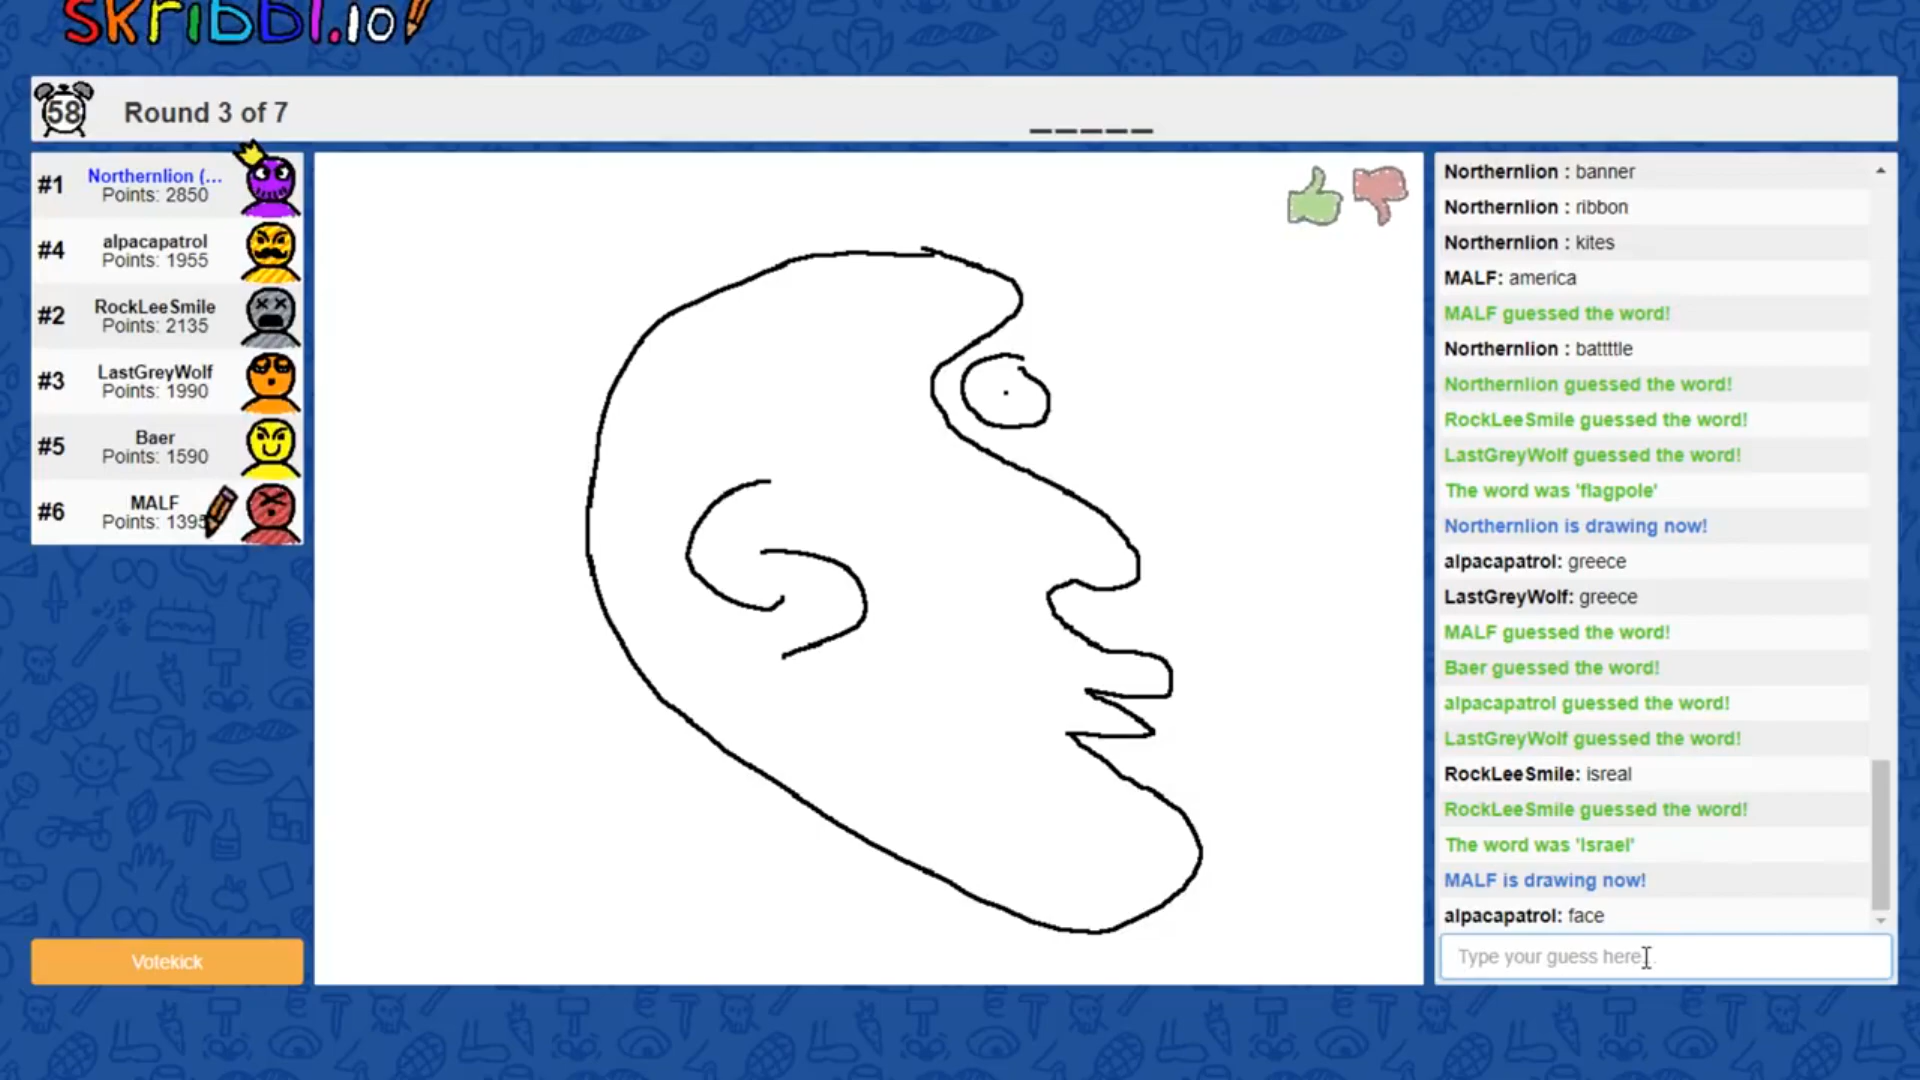 skribbl.io
58
Round 3 of 7
_ _ _ _ _
#1 Northernlion (...
Points: 2850
#4 alpacapatrol
Points: 1955
#2 RockLeeSmile
Points: 2135
#3 LastGreyWolf
Points: 1990
#5 Baer
Points: 1590
#6 MALF
Points: 1395
Votekick
Northernlion : banner
Northernlion : ribbon
Northernlion : kites
MALF: america
MALF guessed the word!
Northernlion : battttle
Northernlion guessed the word!
RockLeeSmile guessed the word!
LastGreyWolf guessed the word!
The word was 'flagpole'
Northernlion is drawing now!
alpacapatrol: greece
LastGreyWolf: greece
MALF guessed the word!
Baer guessed the word!
alpacapatrol guessed the word!
LastGreyWolf guessed the word!
RockLeeSmile: isreal
RockLeeSmile guessed the word!
The word was 'Israel'
MALF is drawing now!
alpacapatrol: face
Type your guess here...